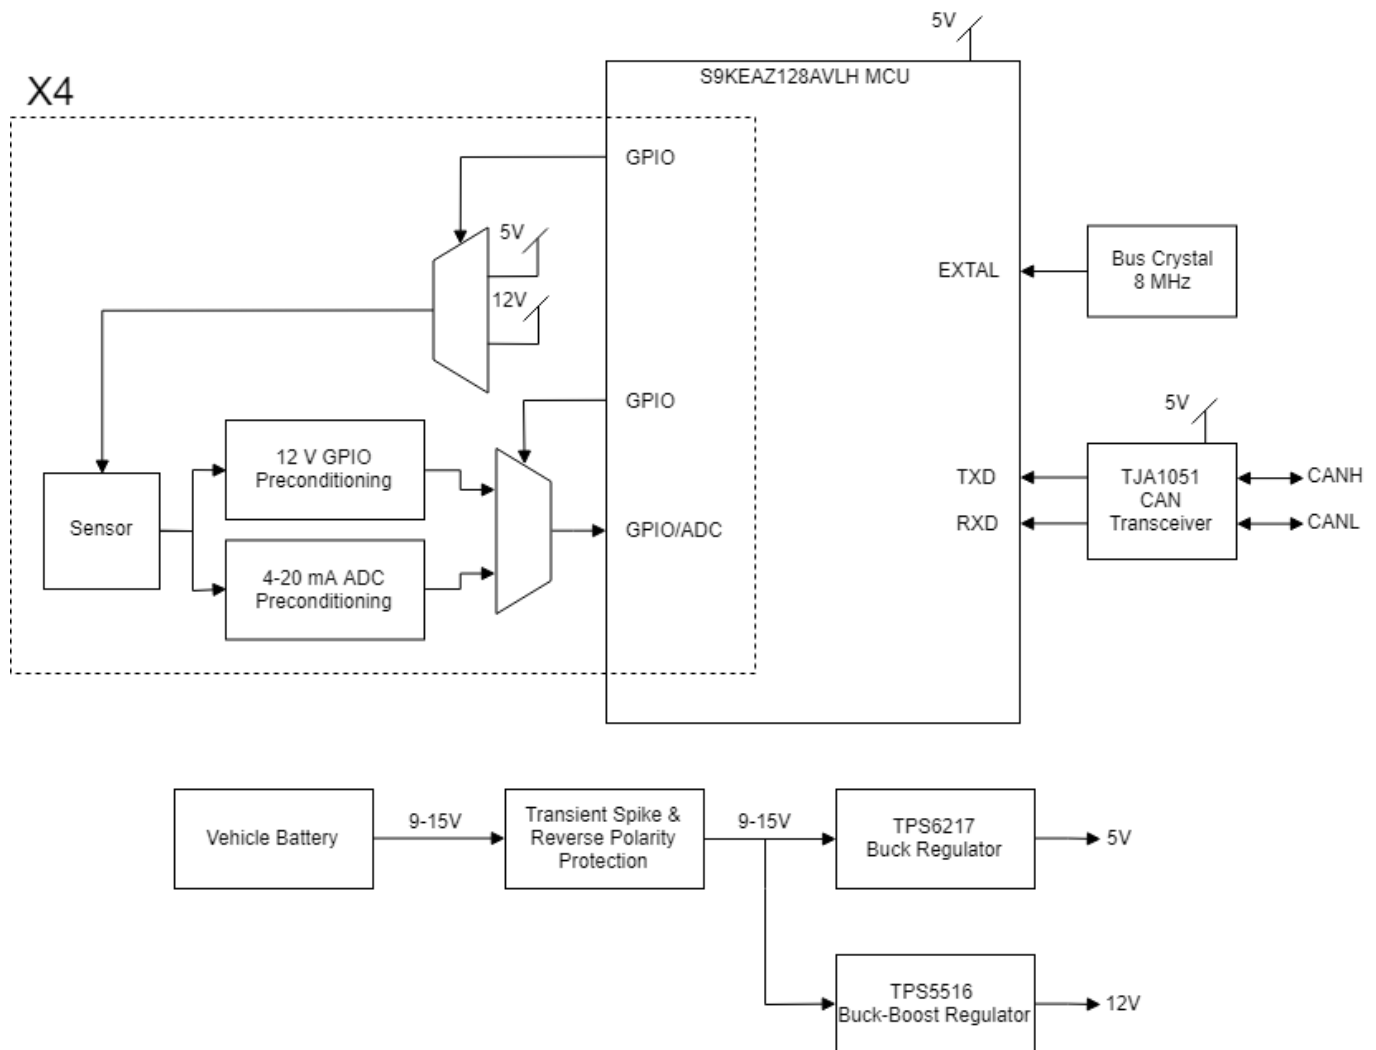 5V
S9KEAZ128AVLH MCU
X4
GPIO
5V
12V
EXTAL
Bus Crystal
8 MHz
GPIO
5V
12 V GPIO
Preconditioning
Sensor
4-20 mA ADC
Preconditioning
GPIO/ADC
TXD
RXD
TJA1051
CAN
Transceiver
CANH
CANL
Vehicle Battery
9-15V
Transient Spike &
Reverse Polarity
Protection
9-15V
TPS6217
Buck Regulator
5V
TPS5516
Buck-Boost Regulator
12V